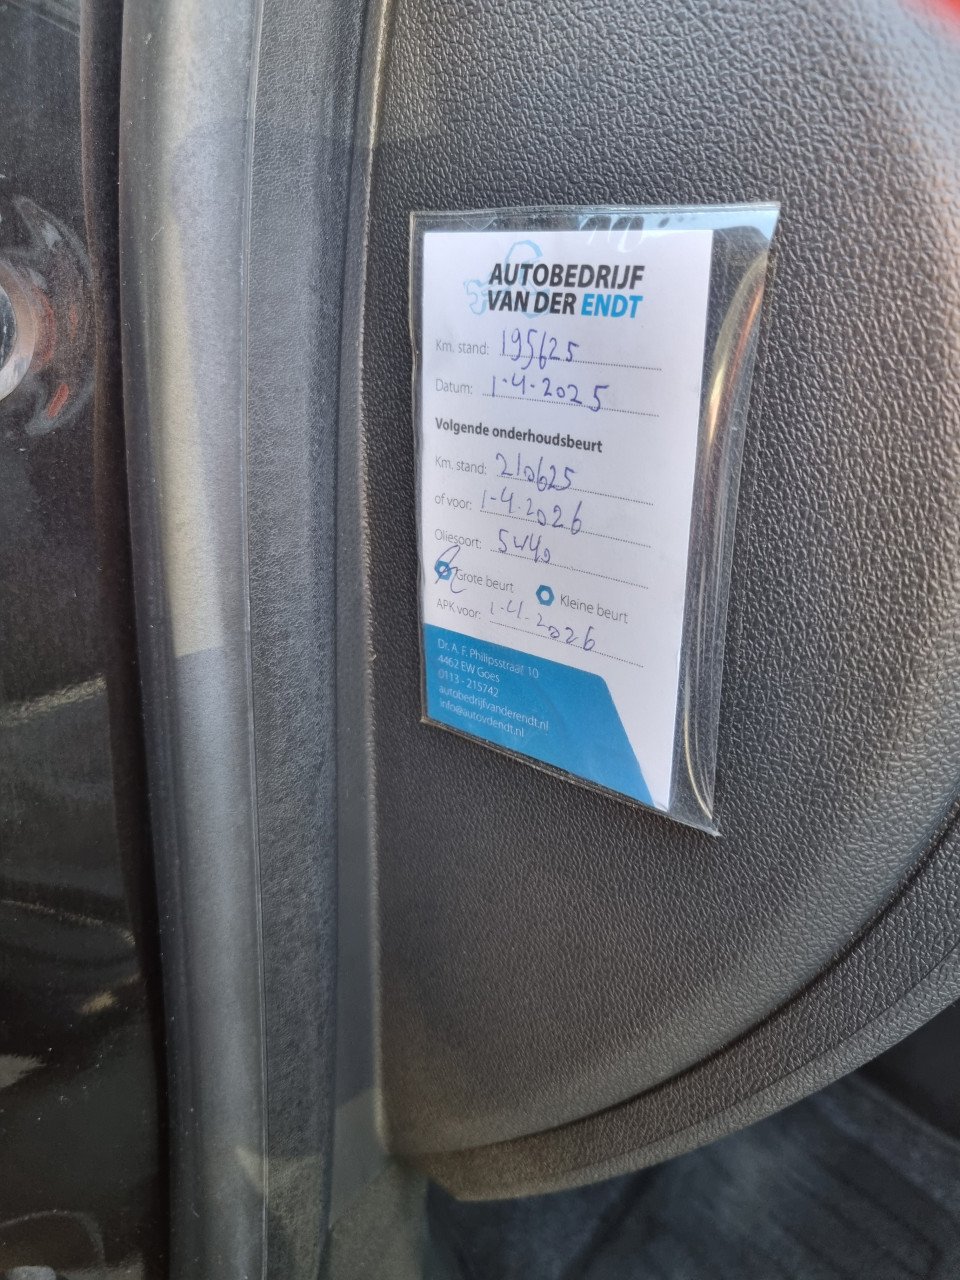 AUTOBEDRIJF
VAN DER ENDT
Km. stand: 195625
Datum: 1-4-2025
Volgende onderhoudsbeurt
Km. stand: 210625
of voor: 1-4-2026
Oliesoort: 5w40
Grote beurt Kleine beurt
APK voor: 1-4-2026
Dr. A. F. Philipsstraat 10
4462 EW Goes
0113 - 215742
autobedrijfvanderendt.nl
info@autovdendt.nl